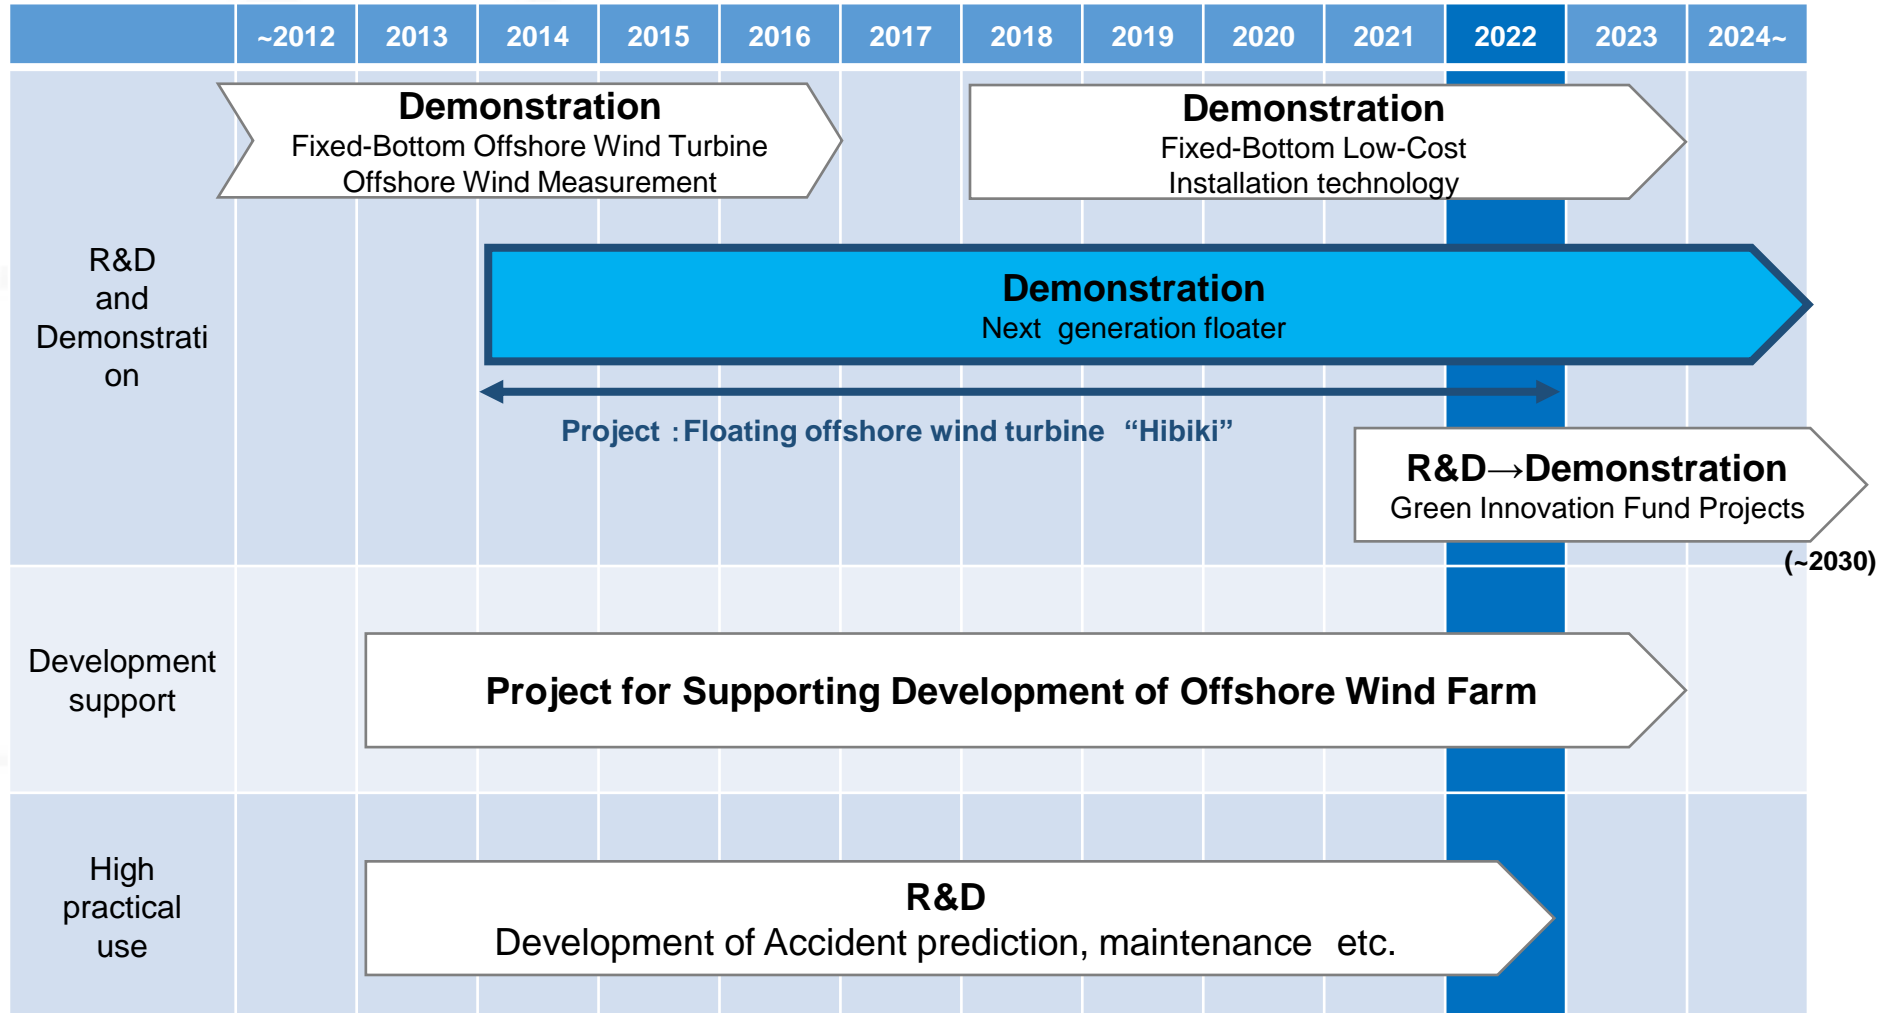 ~2012 2013 2014 2015 2016 2017 2018 2019 2020 2021 2022 2023 2024~
R&D
and
Demonstrati
on
Demonstration
Fixed-Bottom Offshore Wind Turbine
Offshore Wind Measurement
Demonstration
Fixed-Bottom Low-Cost
Installation technology
Demonstration
Next generation floater
Project：Floating offshore wind turbine “Hibiki”
R&D→Demonstration
Green Innovation Fund Projects
(~2030)
Development
support
Project for Supporting Development of Offshore Wind Farm
High
practical
use
R&D
Development of Accident prediction, maintenance etc.